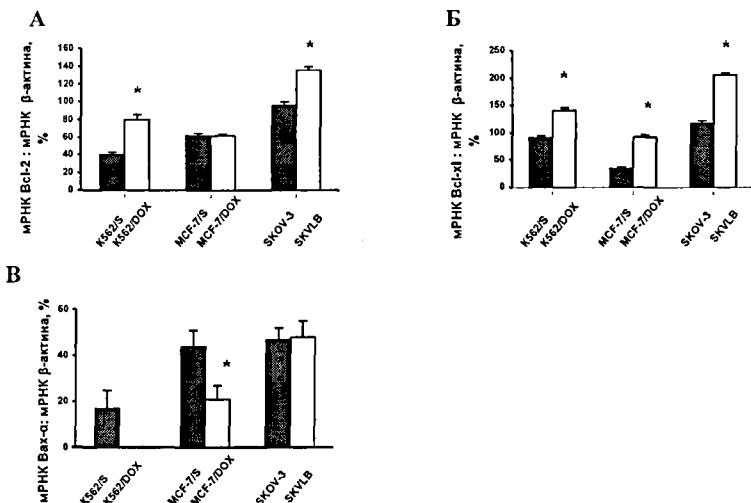 А
мРНК Bcl-2 : мРНК β-актина, %
160
140
120
100
80
60
40
20
0
*
*
K562/S
K562/DOX
MCF-7/S
MCF-7/DOX
SKOV-3
SKVLB
Б
мРНК Bcl-xl : мРНК β-актина, %
250
200
150
100
50
0
*
*
*
K562/S
K562/DOX
MCF-7/S
MCF-7/DOX
SKOV-3
SKVLB
В
мРНК Bax-α: мРНК β-актина, %
60
40
20
0
*
K562/S
K562/DOX
MCF-7/S
MCF-7/DOX
SKOV-3
SKVLB